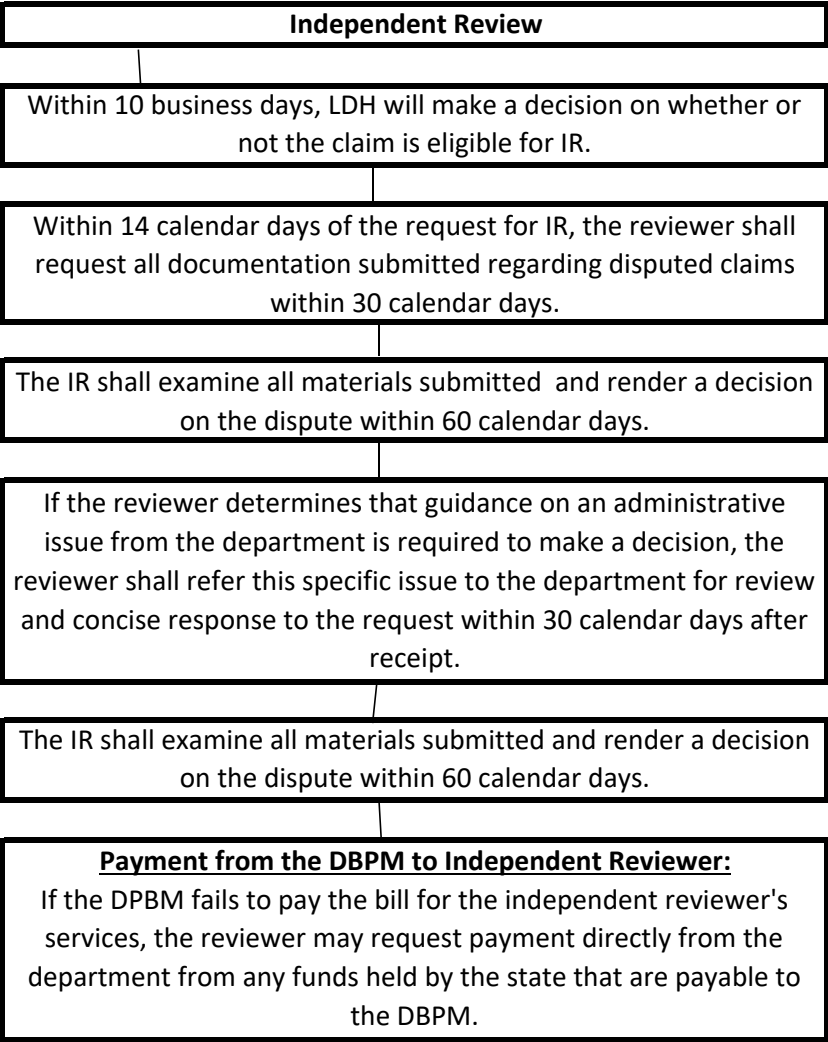 Independent Review
Within 10 business days, LDH will make a decision on whether or
not the claim is eligible for IR.
Within 14 calendar days of the request for IR, the reviewer shall
request all documentation submitted regarding disputed claims
within 30 calendar days.
The IR shall examine all materials submitted  and render a decision
on the dispute within 60 calendar days.
If the reviewer determines that guidance on an administrative
issue from the department is required to make a decision, the
reviewer shall refer this specific issue to the department for review
and concise response to the request within 30 calendar days after
receipt.
The IR shall examine all materials submitted and render a decision
on the dispute within 60 calendar days.
Payment from the DBPM to Independent Reviewer:
If the DPBM fails to pay the bill for the independent reviewer's
services, the reviewer may request payment directly from the
department from any funds held by the state that are payable to
the DBPM.